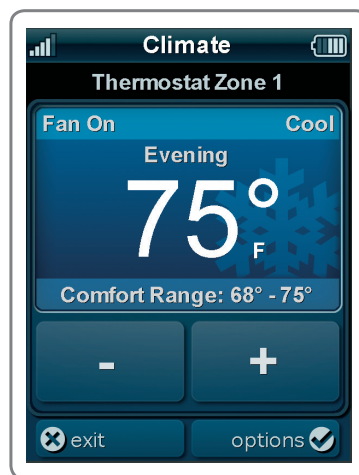 Climate
Thermostat Zone 1
Fan On Cool
Evening
75°
F
Comfort Range: 68° - 75°
- +
exit options